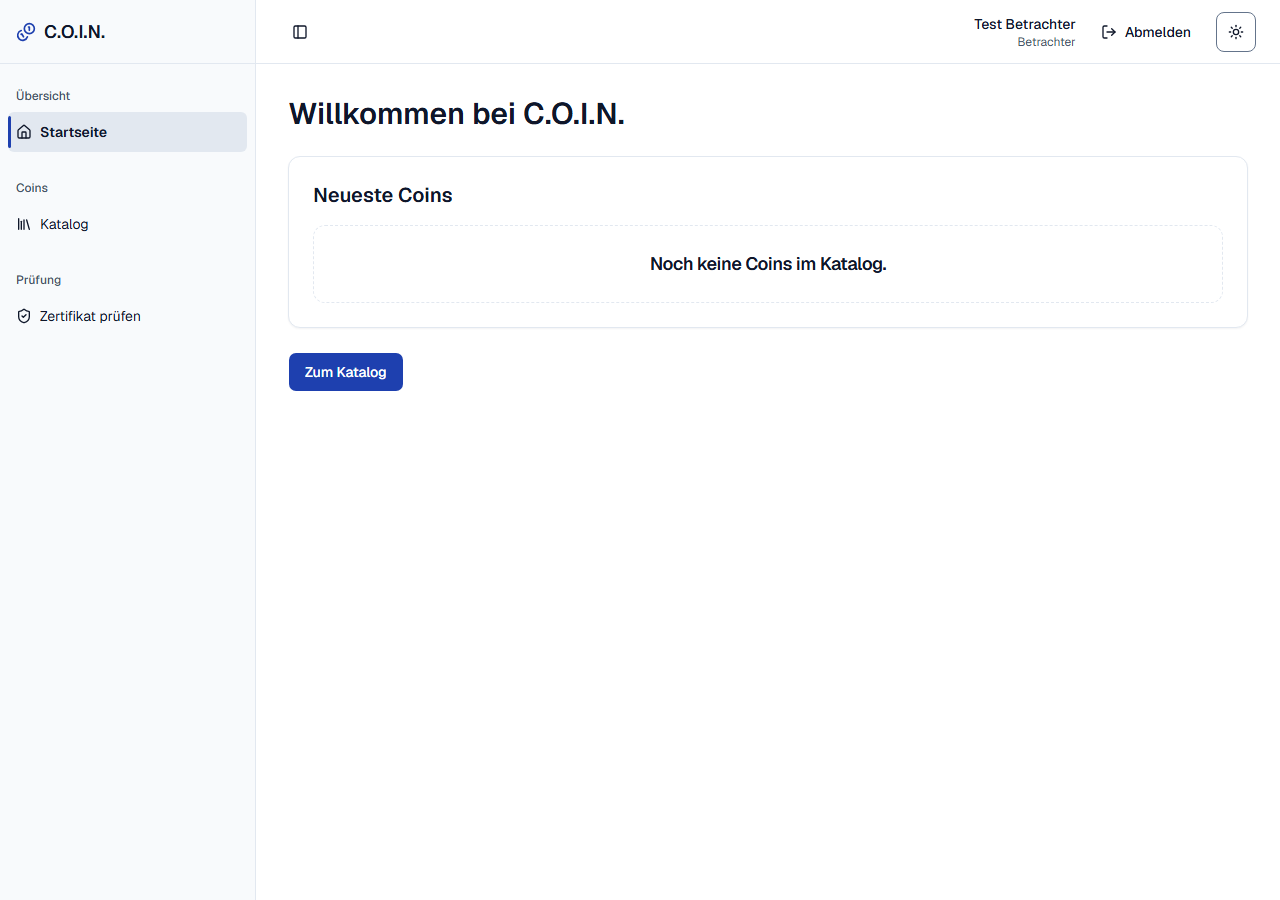 C.O.I.N.
Test Betrachter
Betrachter
Abmelden
Übersicht
Startseite
Coins
Katalog
Prüfung
Zertifikat prüfen
Willkommen bei C.O.I.N.
Neueste Coins
Noch keine Coins im Katalog.
Zum Katalog